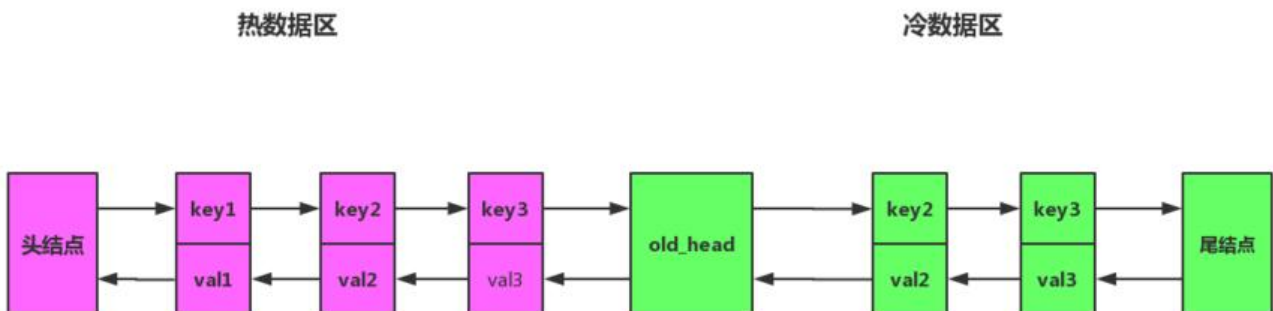 热数据区
冷数据区
头结点
key1
val1
key2
val2
key3
val3
old_head
key2
val2
key3
val3
尾结点